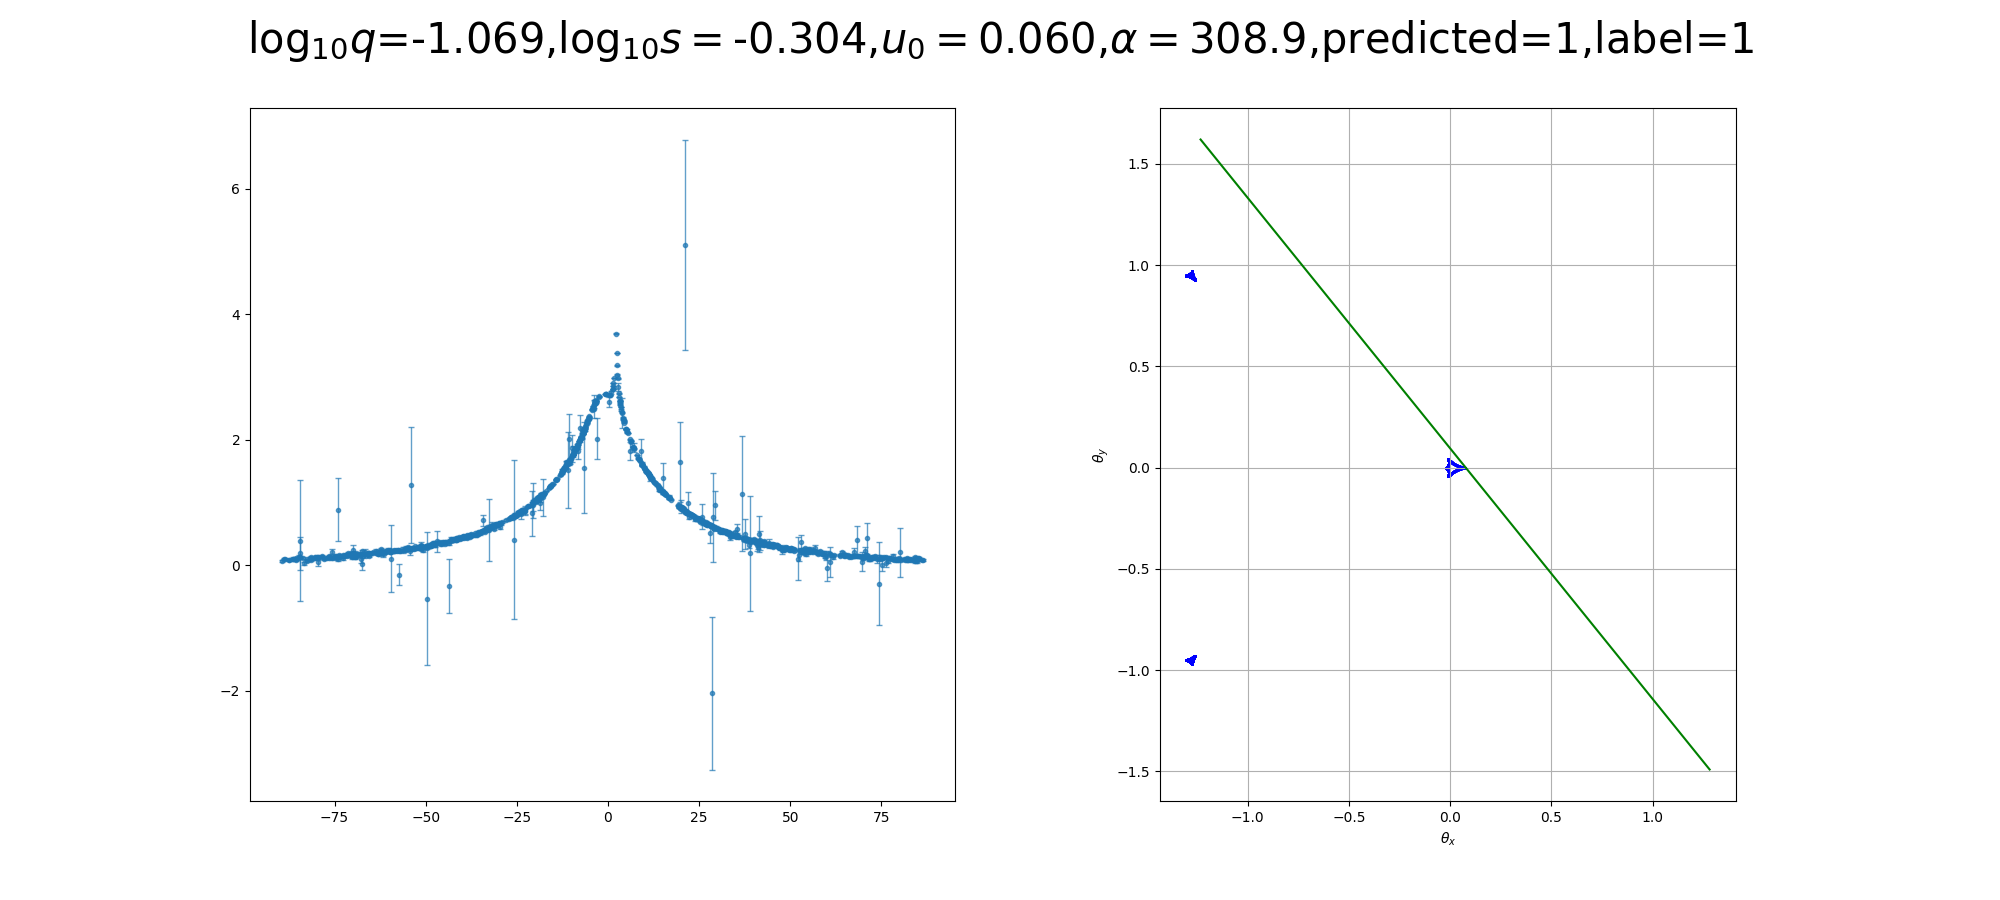 log₁₀q=-1.069,log₁₀s = -0.304,u₀ = 0.060,α = 308.9,predicted=1,label=1
6
4
2
0
−2
−75 −50 −25 0 25 50 75
1.5
1.0
0.5
0.0
−0.5
−1.0
−1.5
θy
−1.0 −0.5 0.0 0.5 1.0
θx